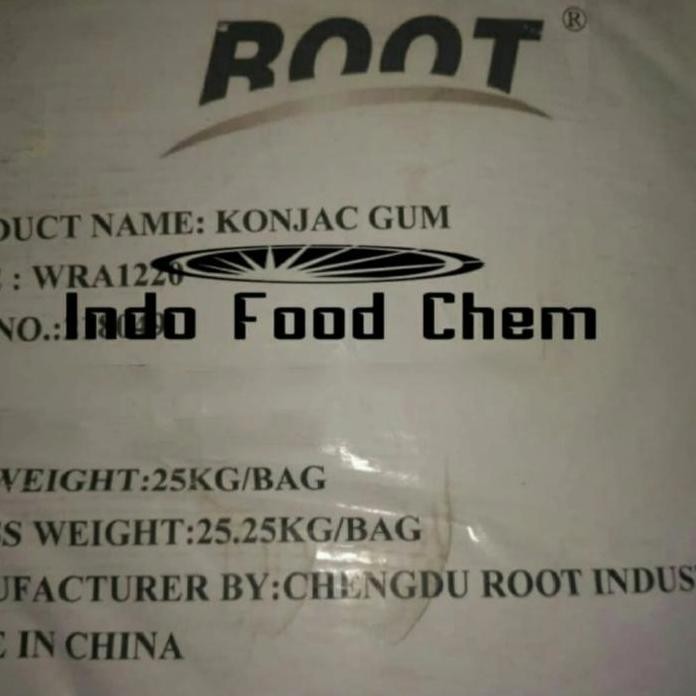 ROOT®
DUCT NAME: KONJAC GUM
: WRA1220
Indo Food Chem
NO.:
WEIGHT:25KG/BAG
S WEIGHT:25.25KG/BAG
UFACTURER BY:CHENGDU ROOT INDUS
E IN CHINA